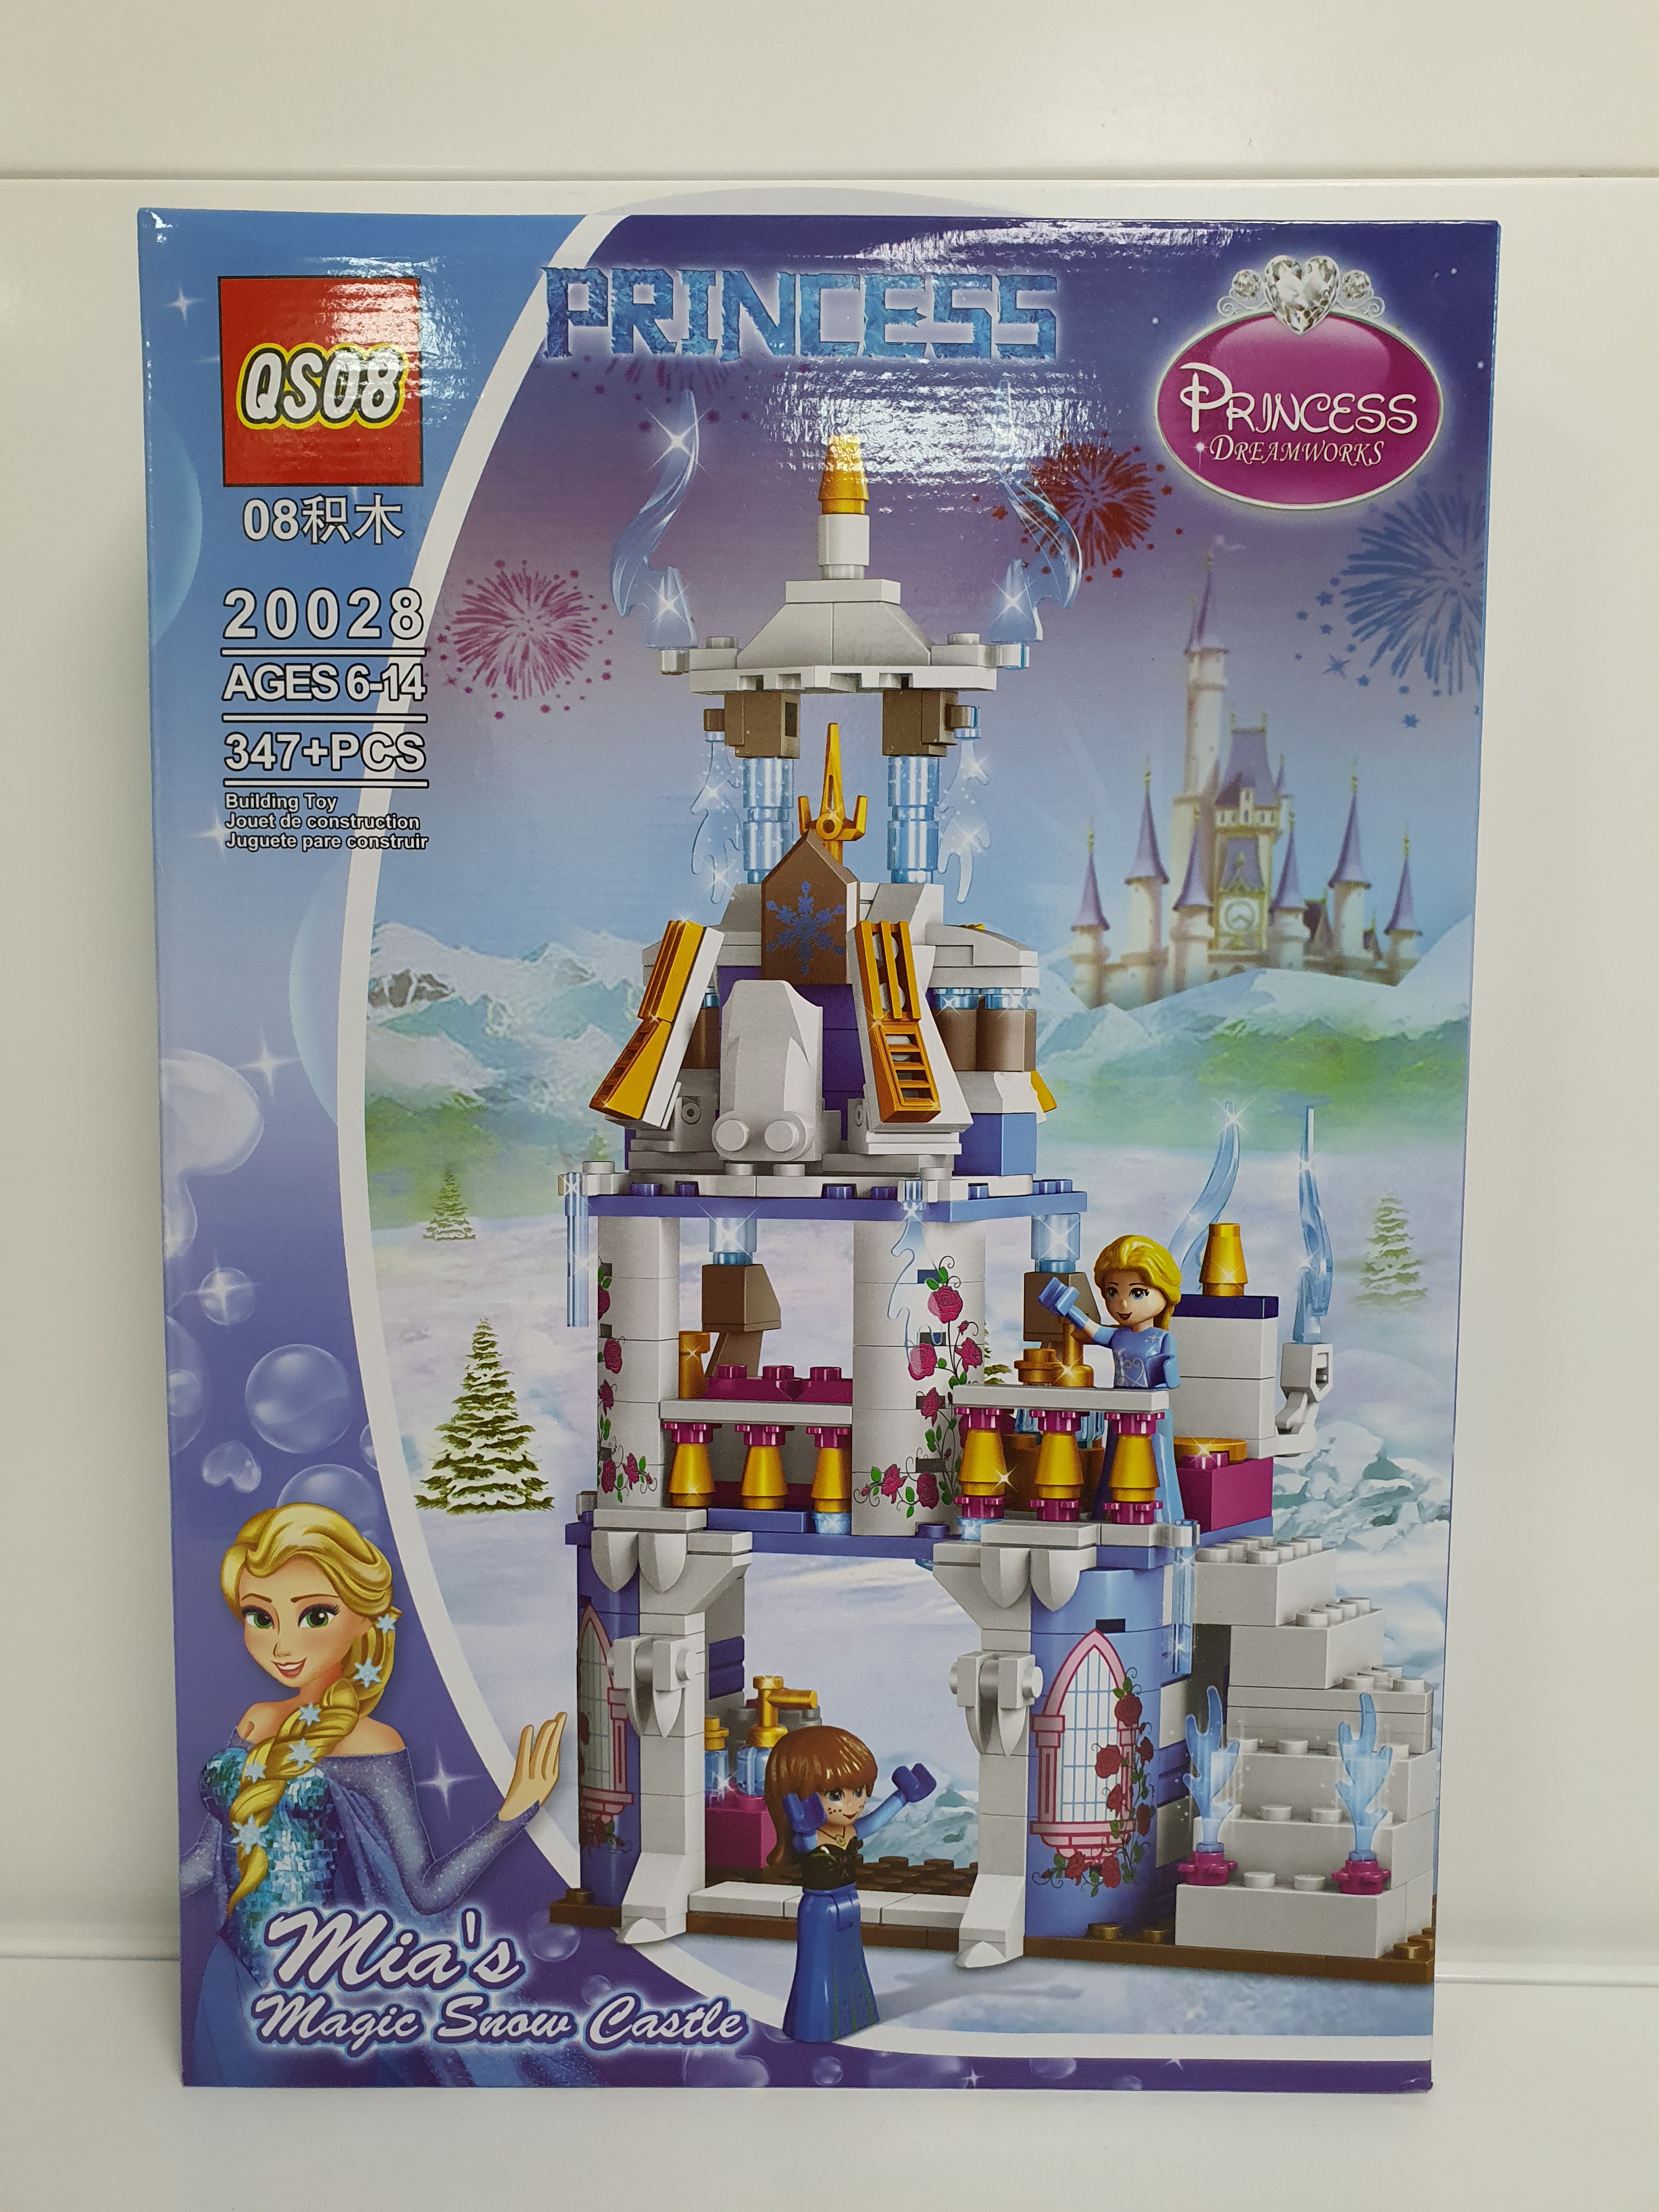 PRINCESS
QS08
08积木
PRINCESS
DREAMWORKS
20028
AGES 6-14
347+PCS
Building Toy
Jouet de construction
Juguete pare construir
Mia's
Magic Snow Castle